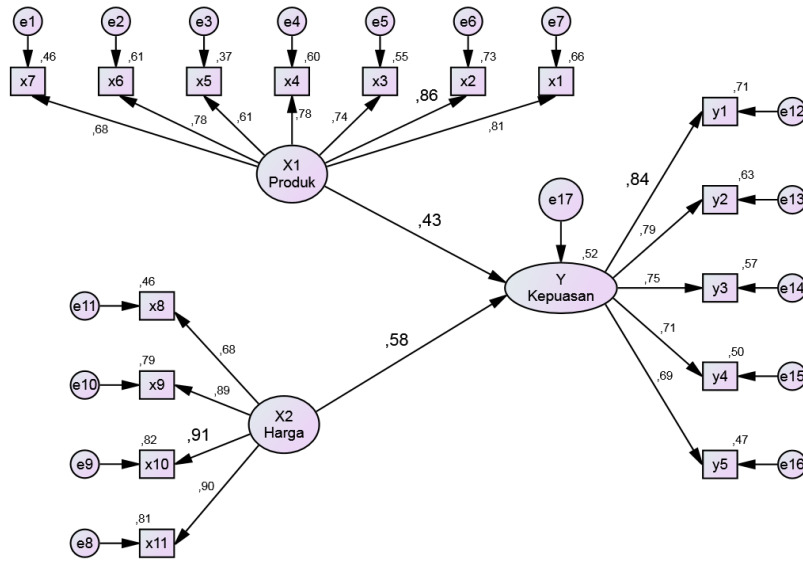 e1 e2 e3 e4 e5 e6 e7
,46 ,61 ,37 ,60 ,55 ,73 ,66
x7 x6 x5 x4 x3 x2 x1
,68 ,78 ,61 ,78 ,74 ,86 ,81
X1
Produk
,43
e17
,52
Y
Kepuasan
,58
,71
y1
e12
,84
,63
y2
e13
,79
,57
y3
e14
,75
,50
y4
e15
,71
,47
y5
e16
,69
,46
e11
x8
,68
,79
e10
x9
,89
X2
Harga
,82
e9
x10
,91
,81
e8
x11
,90